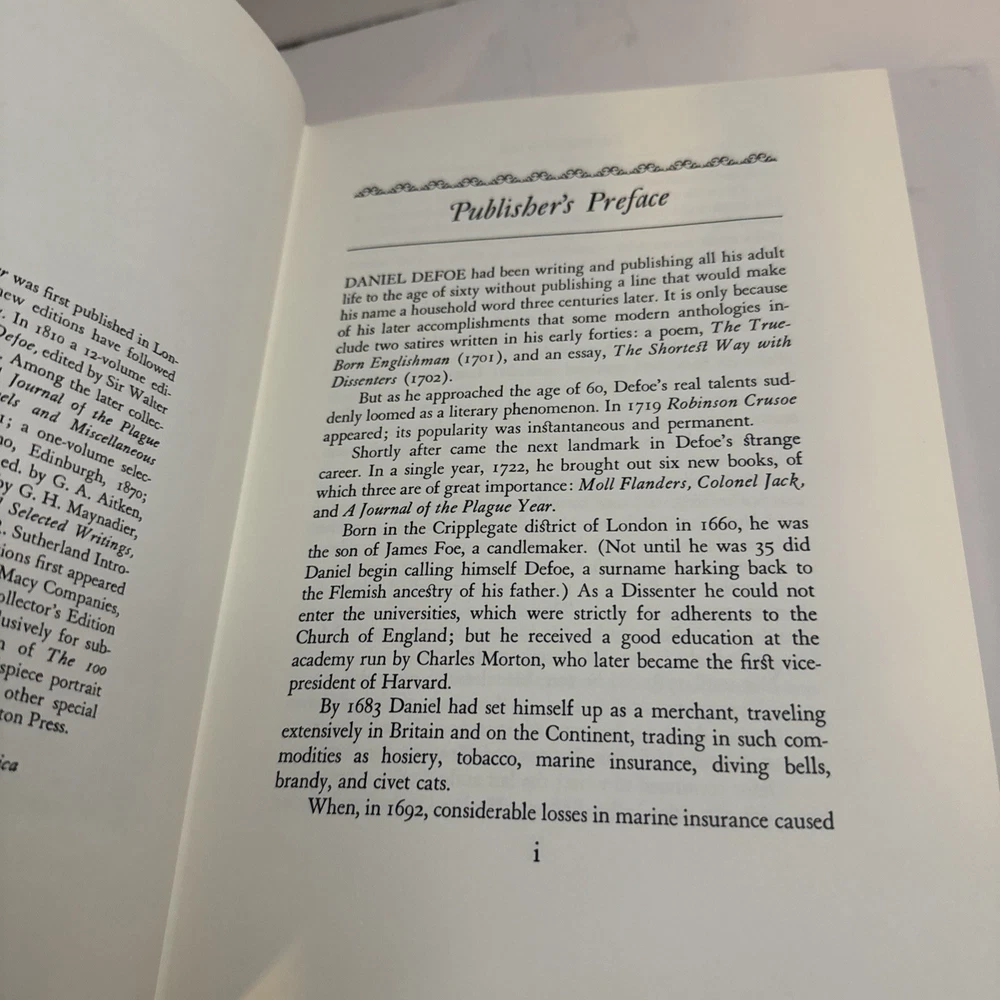 was first published in Lon-
new editions have followed
. In 1810 a 12-volume edi-
Defoe, edited by Sir Walter
. Among the later collec-
Journal of the Plague
els and Miscellaneous
1; a one-volume selec-
no, Edinburgh, 1870;
ed. by G. A. Aitken,
by G. H. Maynadier,
Selected Writings,
. Sutherland Intro-
ions first appeared
Macy Companies,
ollector's Edition
usively for sub-
n of The 100
spiece portrait
other special
ton Press.
ica
Publisher's Preface
DANIEL DEFOE had been writing and publishing all his adult
life to the age of sixty without publishing a line that would make
his name a household word three centuries later. It is only because
of his later accomplishments that some modern anthologies in-
clude two satires written in his early forties: a poem, The True-
Born Englishman (1701), and an essay, The Shortest Way with
Dissenters (1702).
But as he approached the age of 60, Defoe's real talents sud-
denly loomed as a literary phenomenon. In 1719 Robinson Crusoe
appeared; its popularity was instantaneous and permanent.
Shortly after came the next landmark in Defoe's strange
career. In a single year, 1722, he brought out six new books, of
which three are of great importance: Moll Flanders, Colonel Jack,
and A Journal of the Plague Year.
Born in the Cripplegate district of London in 1660, he was
the son of James Foe, a candlemaker. (Not until he was 35 did
Daniel begin calling himself Defoe, a surname harking back to
the Flemish ancestry of his father.) As a Dissenter he could not
enter the universities, which were strictly for adherents to the
Church of England; but he received a good education at the
academy run by Charles Morton, who later became the first vice-
president of Harvard.
By 1683 Daniel had set himself up as a merchant, traveling
extensively in Britain and on the Continent, trading in such com-
modities as hosiery, tobacco, marine insurance, diving bells,
brandy, and civet cats.
When, in 1692, considerable losses in marine insurance caused
i